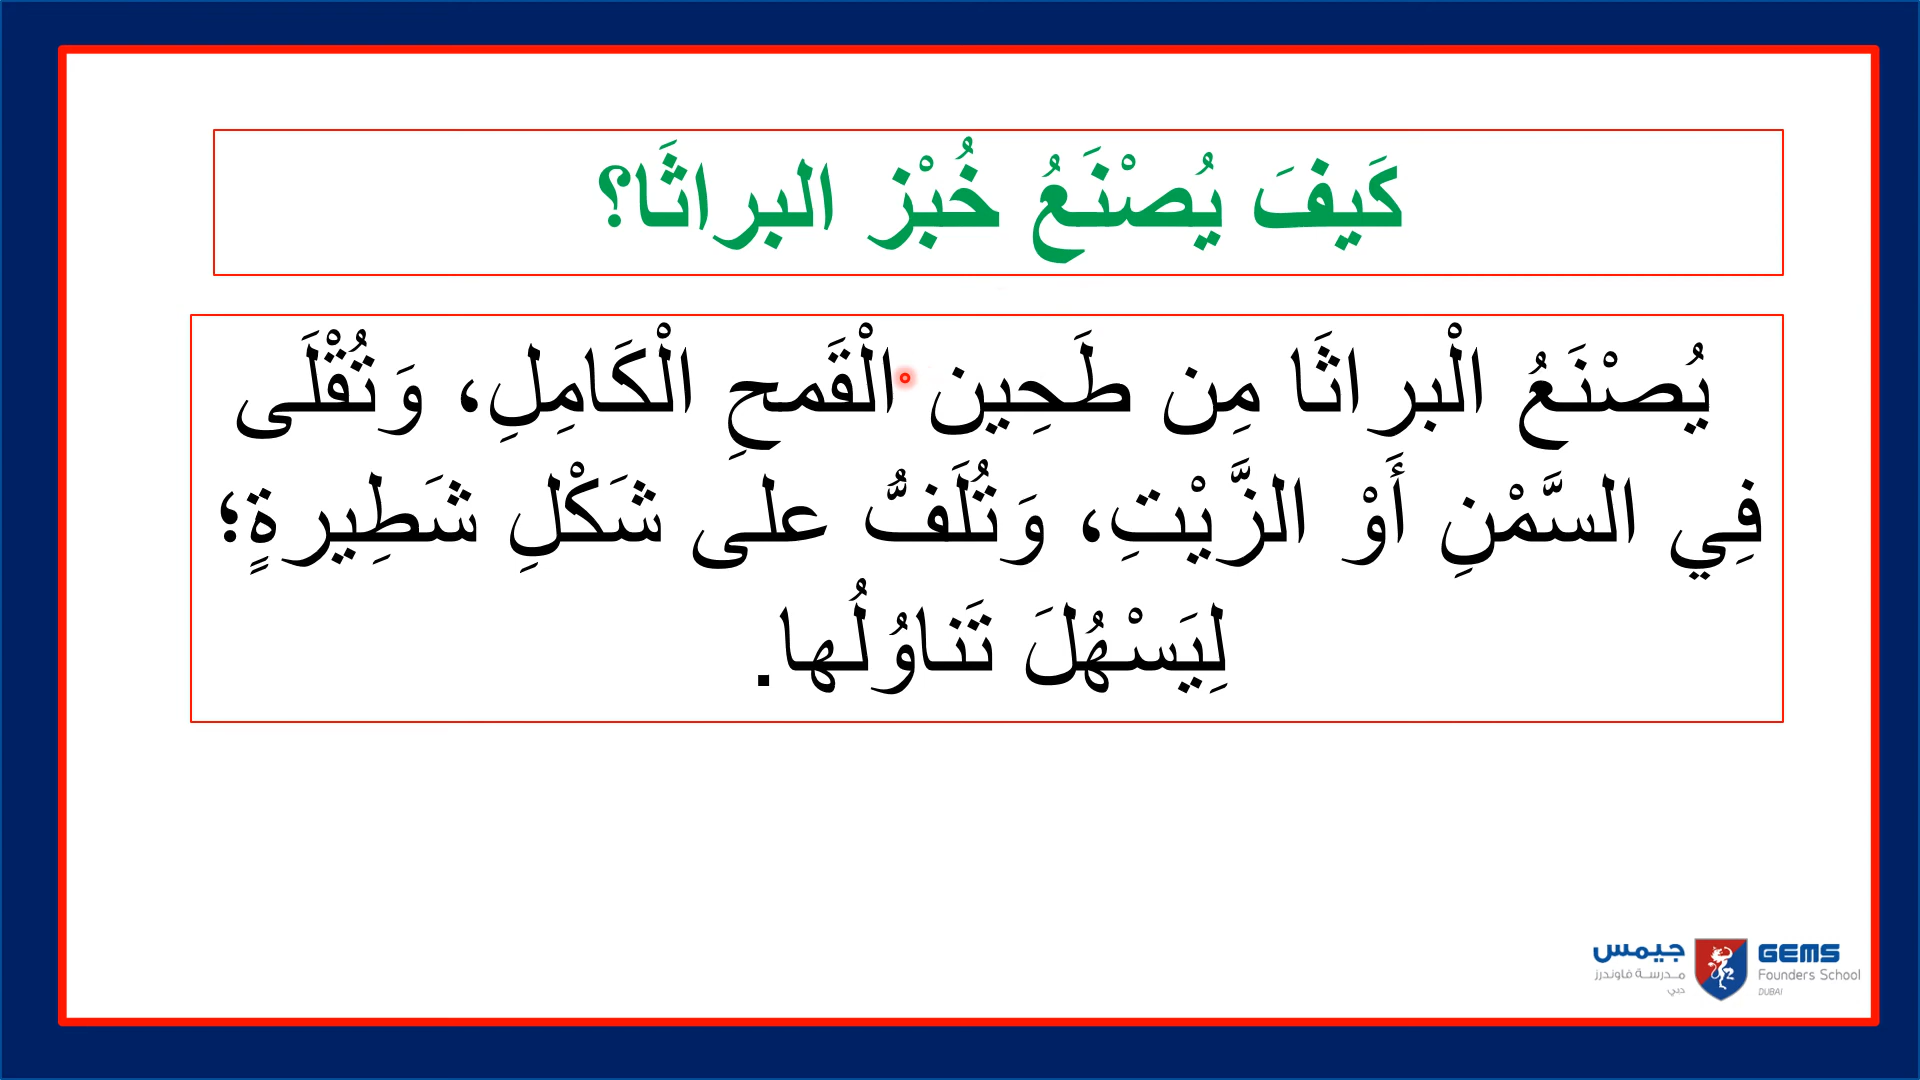 كَيفَ يُصْنَعُ خُبْز البراثَا؟
يُصْنَعُ الْبراثَا مِن طَحِين الْقَمحِ الْكَامِلِ، وَتُقْلَى
فِي السَّمْنِ أَوْ الزَّيْتِ، وَتُلَفُّ على شَكْلِ شَطِيرةٍ؛
لِيَسْهُلَ تَناوُلُها.
جيمس
مدرسة فاوندرز
دبي
GEMS
Founders School
DUBAI